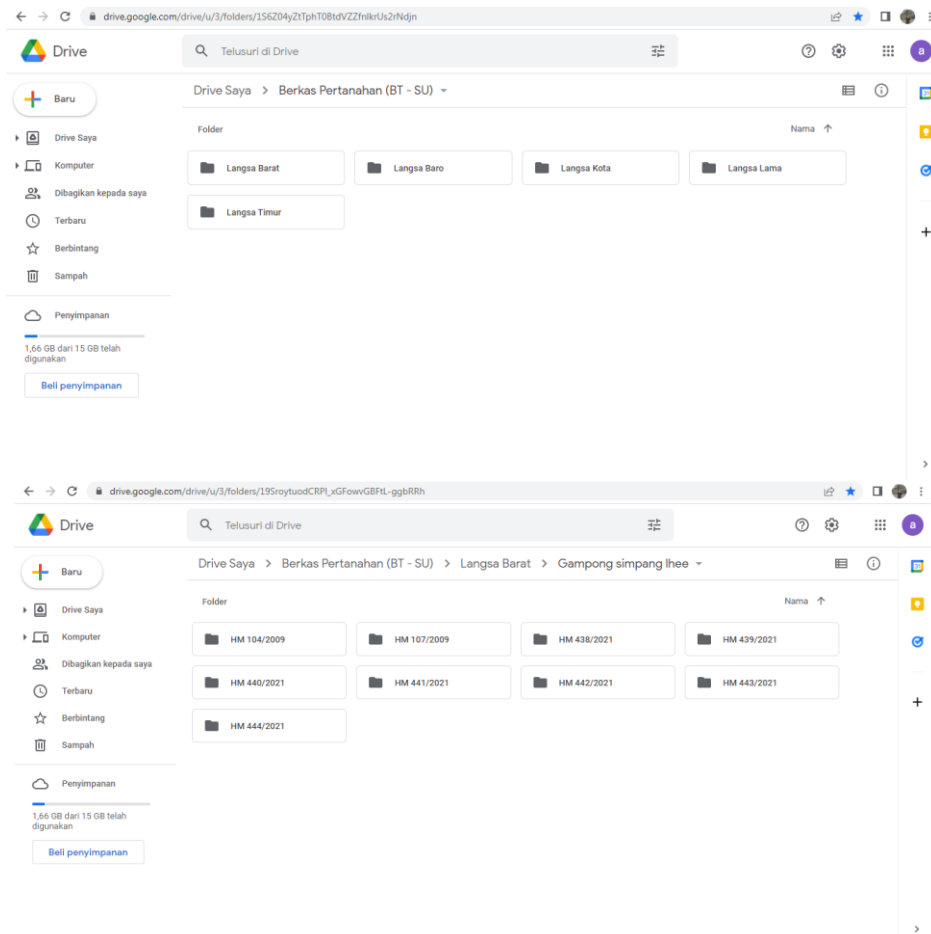 drive.google.com/drive/u/3/folders/1S6Z04yZtTphT0BtdVZZfnlkrUs2rNdjn
Drive
Telusuri di Drive
a
Baru
Drive Saya > Berkas Pertanahan (BT - SU)
Folder
Nama
Drive Saya
Komputer
Dibagikan kepada saya
Terbaru
Berbintang
Sampah
Penyimpanan
1,66 GB dari 15 GB telah
digunakan
Beli penyimpanan
Langsa Barat
Langsa Baro
Langsa Kota
Langsa Lama
Langsa Timur
drive.google.com/drive/u/3/folders/19SroytuodCRPl_xGFowvGBFtL-ggbRRh
Drive
Telusuri di Drive
a
Baru
Drive Saya > Berkas Pertanahan (BT - SU) > Langsa Barat > Gampong simpang lhee
Folder
Nama
Drive Saya
Komputer
Dibagikan kepada saya
Terbaru
Berbintang
Sampah
Penyimpanan
1,66 GB dari 15 GB telah
digunakan
Beli penyimpanan
HM 104/2009
HM 107/2009
HM 438/2021
HM 439/2021
HM 440/2021
HM 441/2021
HM 442/2021
HM 443/2021
HM 444/2021